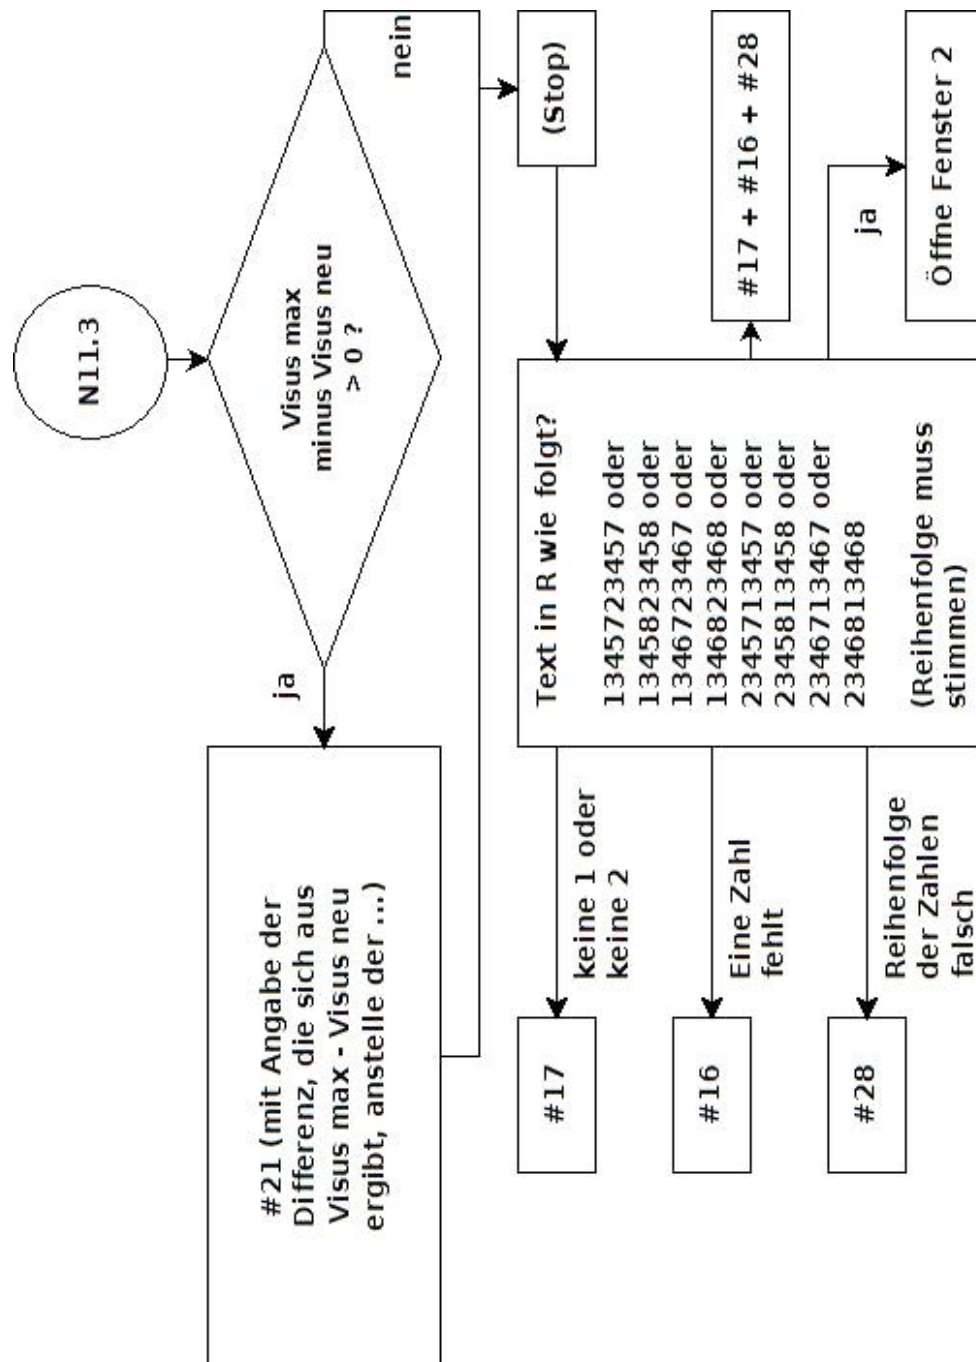 N11.3
Visus max
minus Visus neu
> 0 ?
nein
ja
#21 (mit Angabe der
Differenz, die sich aus
Visus max - Visus neu
ergibt, anstelle der ...)
(Stop)
Text in R wie folgt?
1345723457 oder
1345823458 oder
1346723467 oder
1346823468 oder
2345713457 oder
2345813458 oder
2346713467 oder
2346813468
(Reihenfolge muss
stimmen)
keine 1 oder
keine 2
#17
Eine Zahl
fehlt
#16
Reihenfolge
der Zahlen
falsch
#28
#17 + #16 + #28
ja
Öffne Fenster 2